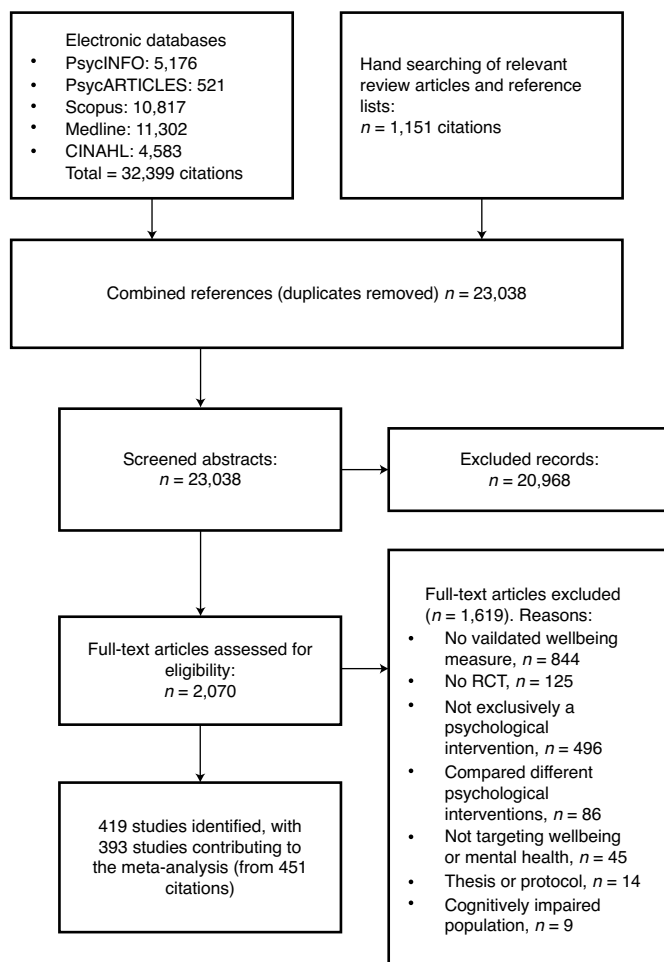 Electronic databases
• PsycINFO: 5,176
• PsycARTICLES: 521
• Scopus: 10,817
• Medline: 11,302
• CINAHL: 4,583
Total = 32,399 citations
Hand searching of relevant
review articles and reference
lists:
n = 1,151 citations
Combined references (duplicates removed) n = 23,038
Screened abstracts:
n = 23,038
Excluded records:
n = 20,968
Full-text articles assessed for
eligibility:
n = 2,070
Full-text articles excluded
(n = 1,619). Reasons:
• No vaildated wellbeing
measure, n = 844
• No RCT, n = 125
• Not exclusively a
psychological
intervention, n = 496
• Compared different
psychological
interventions, n = 86
• Not targeting wellbeing
or mental health, n = 45
• Thesis or protocol, n = 14
• Cognitively impaired
population, n = 9
419 studies identified, with
393 studies contributing to
the meta-analysis (from 451
citations)